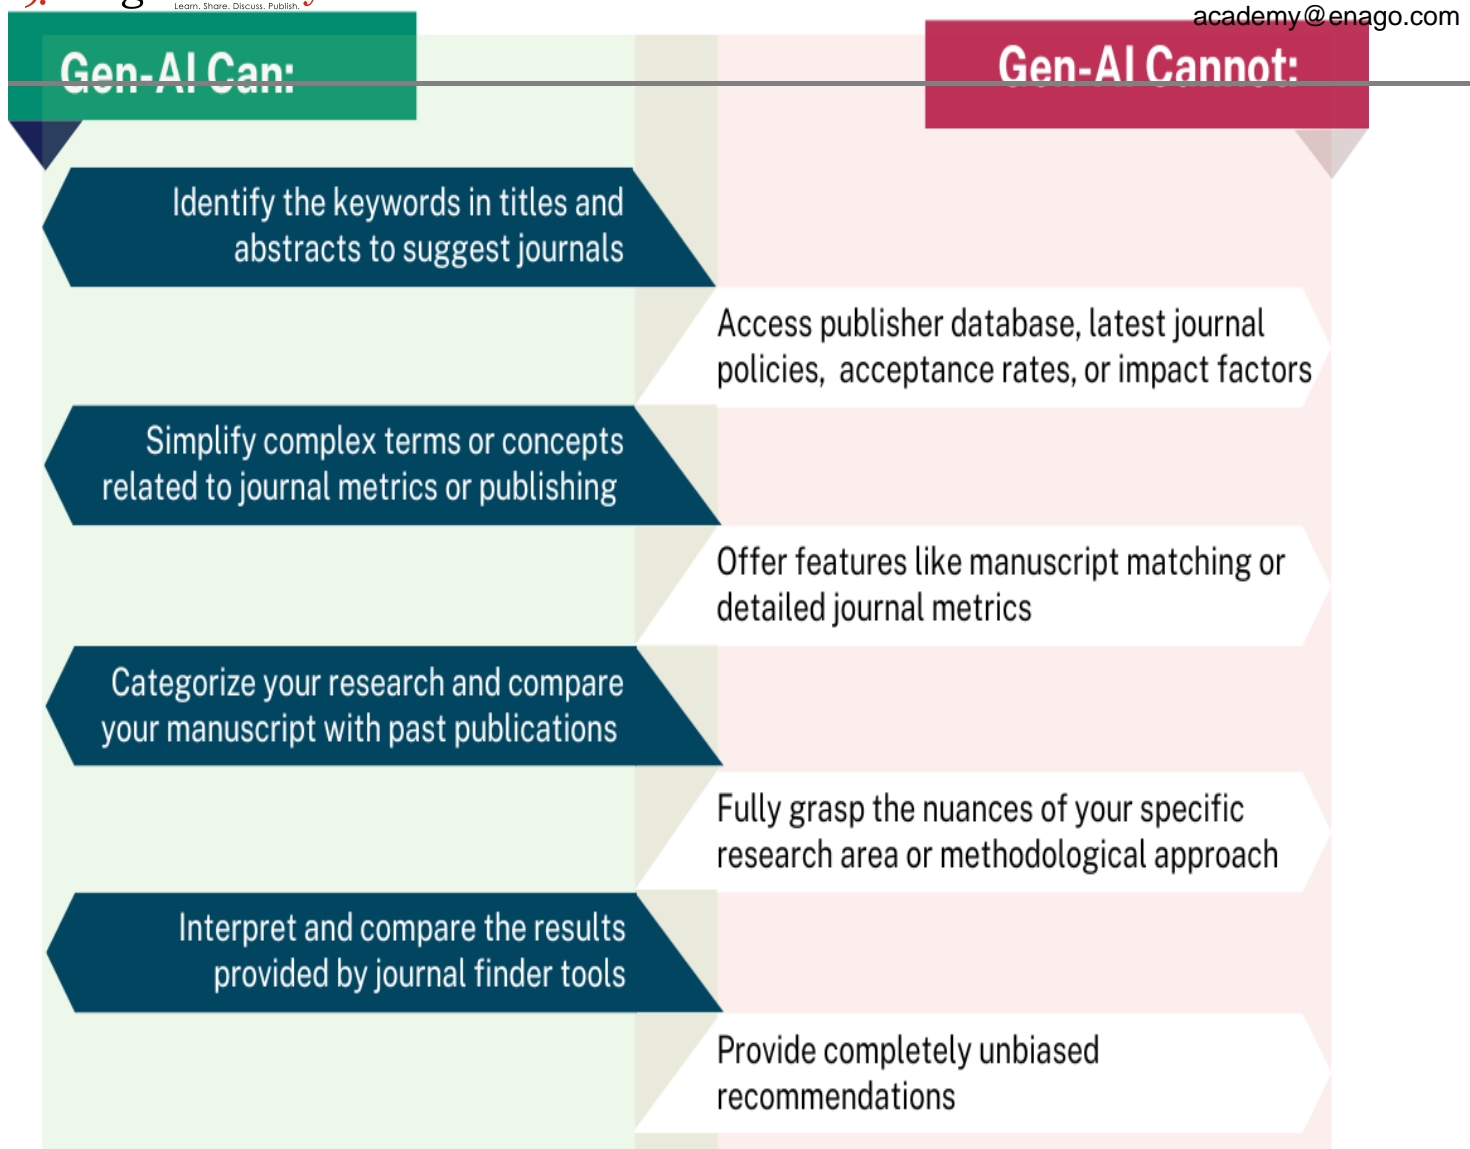 Learn. Share. Discuss. Publish.
academy@enago.com
Gen-AI Can:
Gen-AI Cannot:
Identify the keywords in titles and
abstracts to suggest journals
Access publisher database, latest journal
policies, acceptance rates, or impact factors
Simplify complex terms or concepts
related to journal metrics or publishing
Offer features like manuscript matching or
detailed journal metrics
Categorize your research and compare
your manuscript with past publications
Fully grasp the nuances of your specific
research area or methodological approach
Interpret and compare the results
provided by journal finder tools
Provide completely unbiased
recommendations